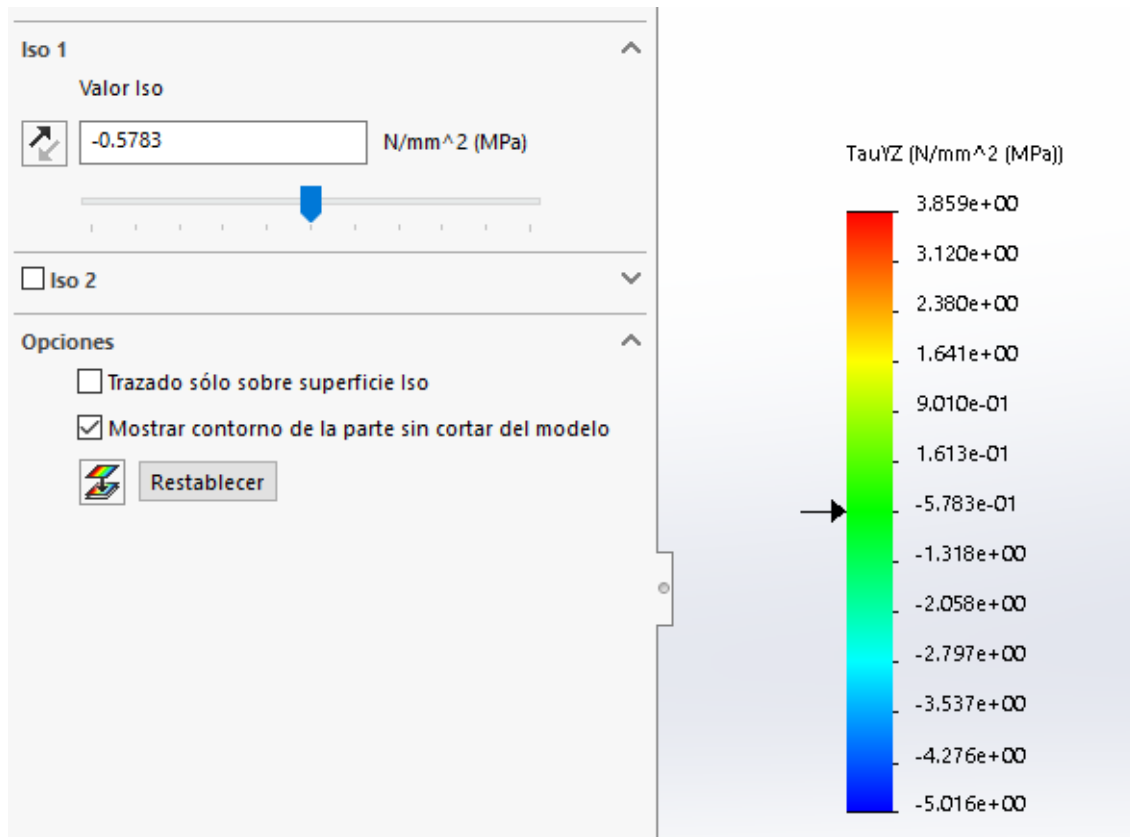 Iso 1
Valor Iso
-0.5783 N/mm^2 (MPa)
Iso 2
Opciones
Trazado sólo sobre superficie Iso
Mostrar contorno de la parte sin cortar del modelo
Restablecer
TauYZ (N/mm^2 (MPa))
3.859e+00
3.120e+00
2.380e+00
1.641e+00
9.010e-01
1.613e-01
-5.783e-01
-1.318e+00
-2.058e+00
-2.797e+00
-3.537e+00
-4.276e+00
-5.016e+00